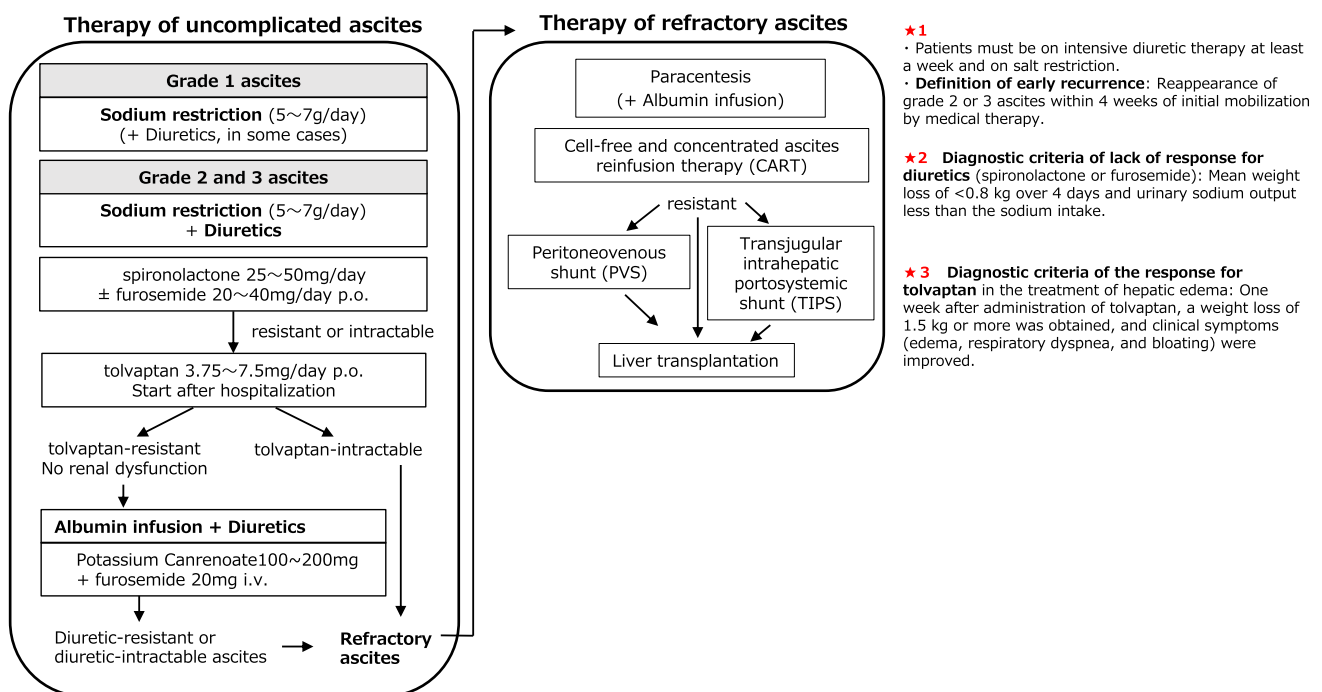 Therapy of uncomplicated ascites
Grade 1 ascites
Sodium restriction (5～7g/day)
(+ Diuretics, in some cases)
Grade 2 and 3 ascites
Sodium restriction (5～7g/day)
+ Diuretics
spironolactone 25～50mg/day
± furosemide 20～40mg/day p.o.
resistant or intractable
tolvaptan 3.75～7.5mg/day p.o.
Start after hospitalization
tolvaptan-resistant
No renal dysfunction
tolvaptan-intractable
Albumin infusion + Diuretics
Potassium Canrenoate100~200mg
+ furosemide 20mg i.v.
Diuretic-resistant or
diuretic-intractable ascites
Refractory
ascites
Therapy of refractory ascites
Paracentesis
(+ Albumin infusion)
Cell-free and concentrated ascites
reinfusion therapy (CART)
resistant
Peritoneovenous
shunt (PVS)
Transjugular
intrahepatic
portosystemic
shunt (TIPS)
Liver transplantation
★1
・Patients must be on intensive diuretic therapy at least
a week and on salt restriction.
・Definition of early recurrence: Reappearance of
grade 2 or 3 ascites within 4 weeks of initial mobilization
by medical therapy.
★2 Diagnostic criteria of lack of response for
diuretics (spironolactone or furosemide): Mean weight
loss of <0.8 kg over 4 days and urinary sodium output
less than the sodium intake.
★3 Diagnostic criteria of the response for
tolvaptan in the treatment of hepatic edema: One
week after administration of tolvaptan, a weight loss of
1.5 kg or more was obtained, and clinical symptoms
(edema, respiratory dyspnea, and bloating) were
improved.